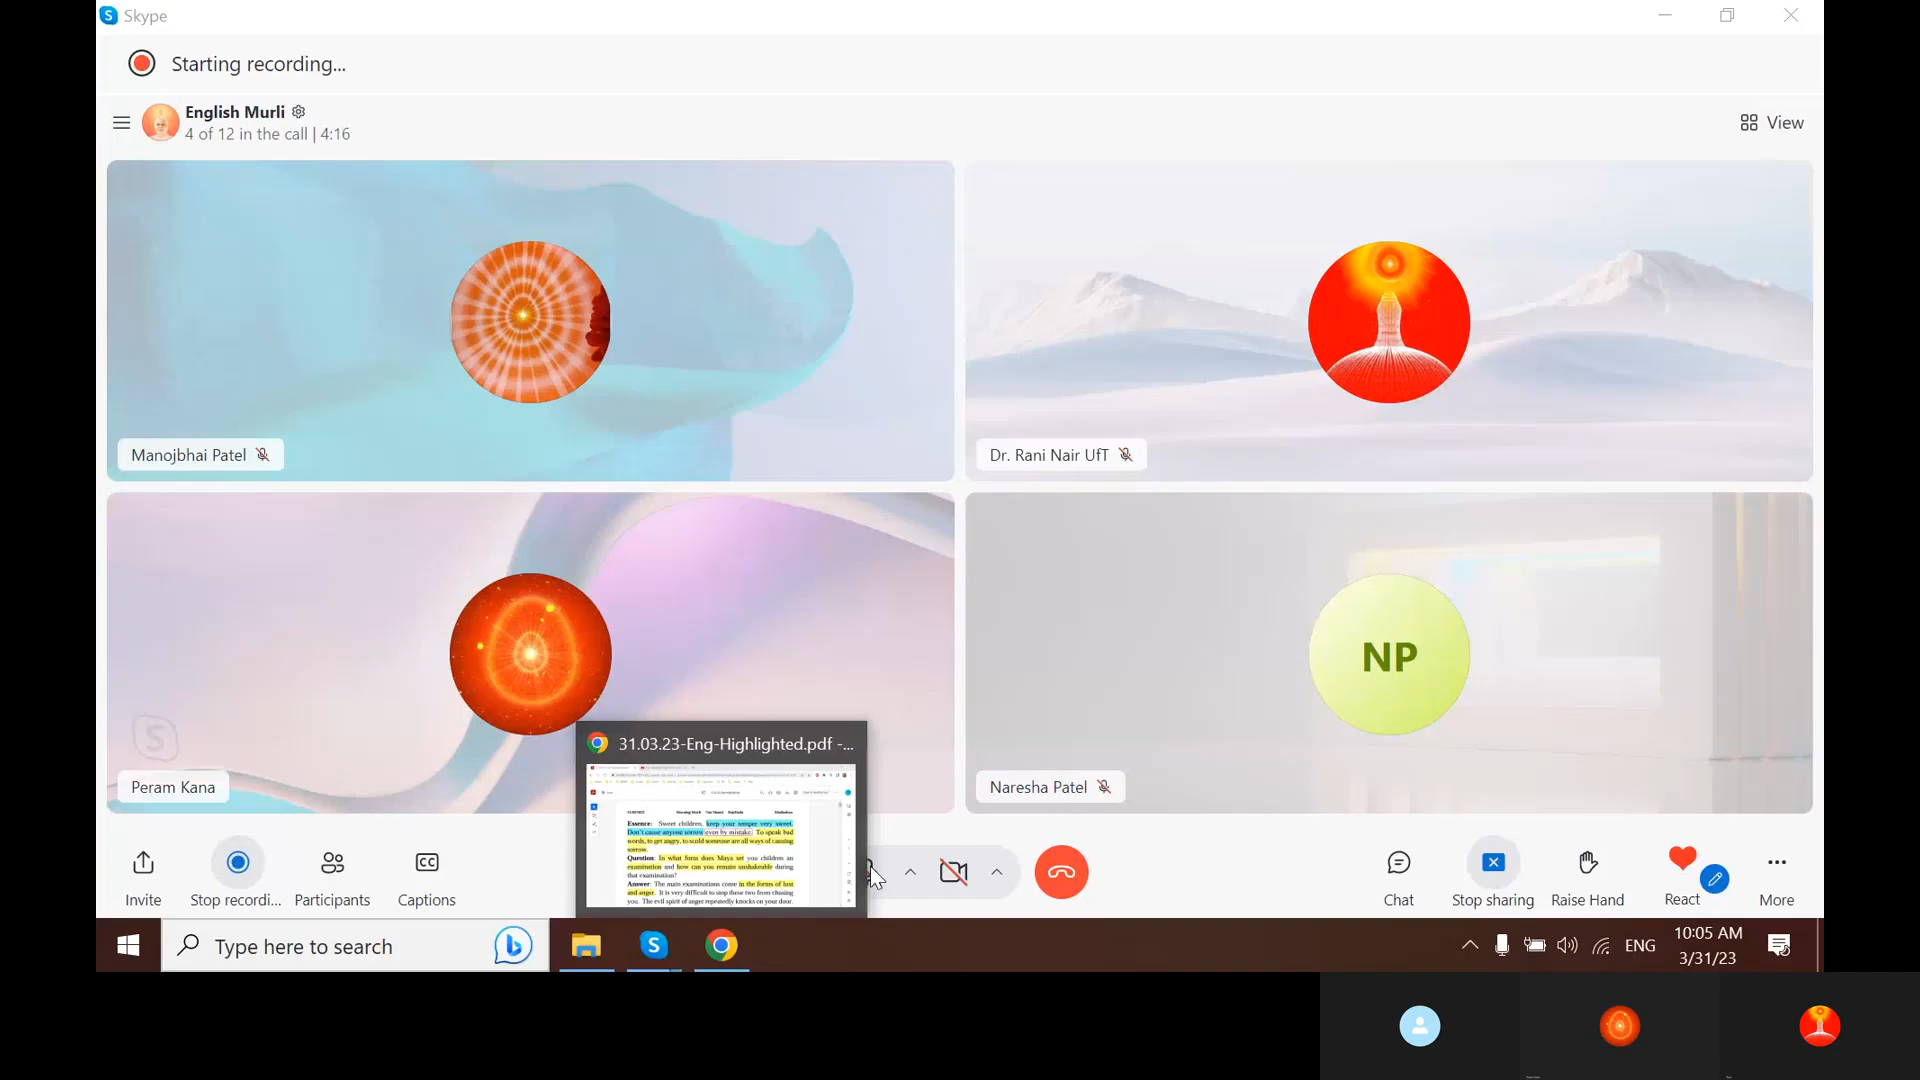 Skype
Starting recording...
English Murli
4 of 12 in the call | 4:16
View
Manojbhai Patel
Dr. Rani Nair UfT
Peram Kana
NP
Naresha Patel
31.03.23-Eng-Highlighted.pdf -...
Essence: Sweet children, keep your temper very sweet.
Don't cause anyone sorrow even by mistake. To speak bad
words, to get angry, to scold someone are all ways of causing
sorrow.
Question: In what form does Maya set you children an
examination and how can you remain unshakeable during
that examination?
Answer: The main examinations come in the forms of lust
and anger. It is very difficult to stop these two from chasing
you. The evil spirit of anger repeatedly knocks on your door.
Invite
Stop recordi...
Participants
Captions
Chat
Stop sharing
Raise Hand
React
More
Type here to search
ENG
10:05 AM
3/31/23